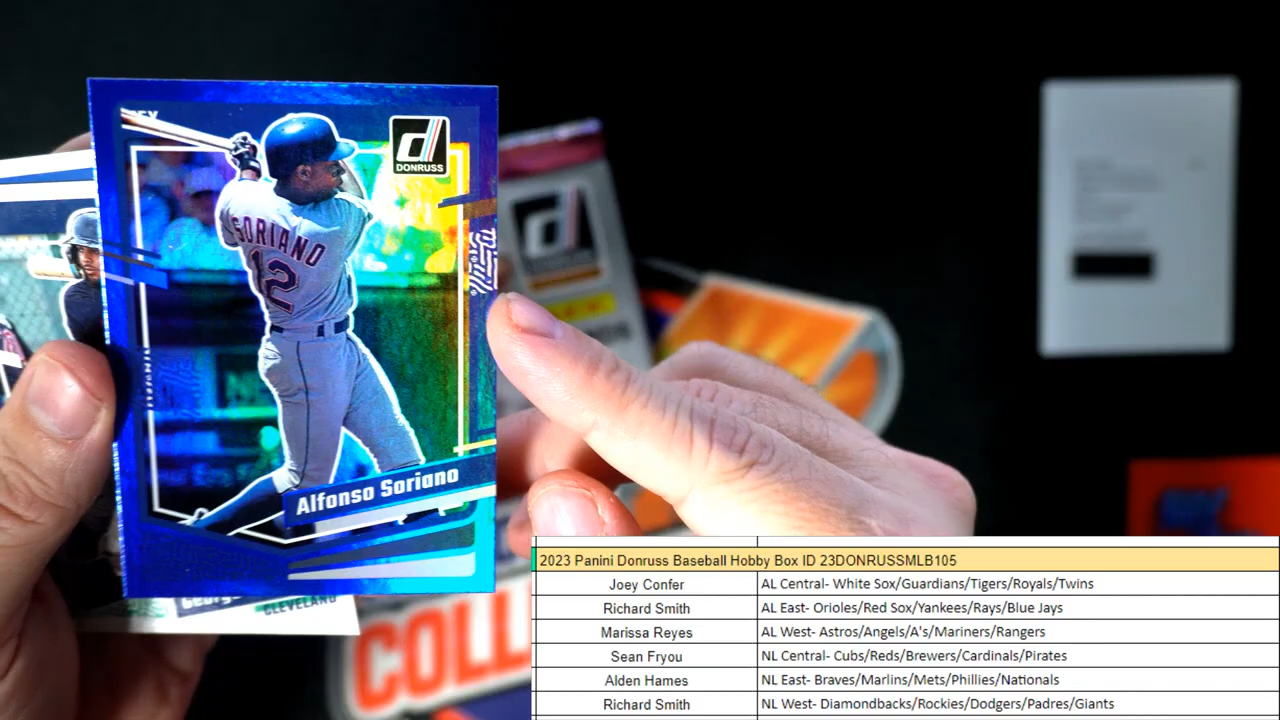 DONRUSS
SORIANO
12
Alfonso Soriano
CLEVELAND
COLL
2023 Panini Donruss Baseball Hobby Box ID 23DONRUSSMLB105
Joey Confer AL Central- White Sox/Guardians/Tigers/Royals/Twins
Richard Smith AL East- Orioles/Red Sox/Yankees/Rays/Blue Jays
Marissa Reyes AL West- Astros/Angels/A's/Mariners/Rangers
Sean Fryou NL Central- Cubs/Reds/Brewers/Cardinals/Pirates
Alden Hames NL East- Braves/Marlins/Mets/Phillies/Nationals
Richard Smith NL West- Diamondbacks/Rockies/Dodgers/Padres/Giants